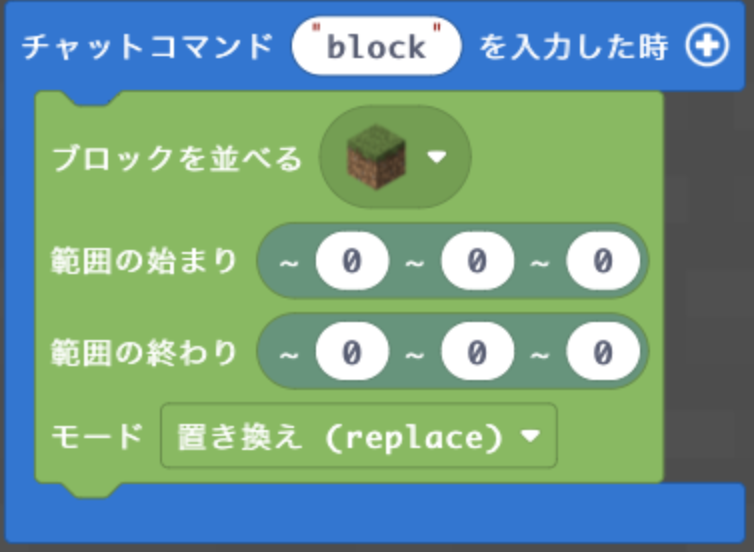 チャットコマンド "block" を入力した時
ブロックを並べる
範囲の始まり ~ 0 ~ 0 ~ 0
範囲の終わり ~ 0 ~ 0 ~ 0
モード 置き換え (replace)